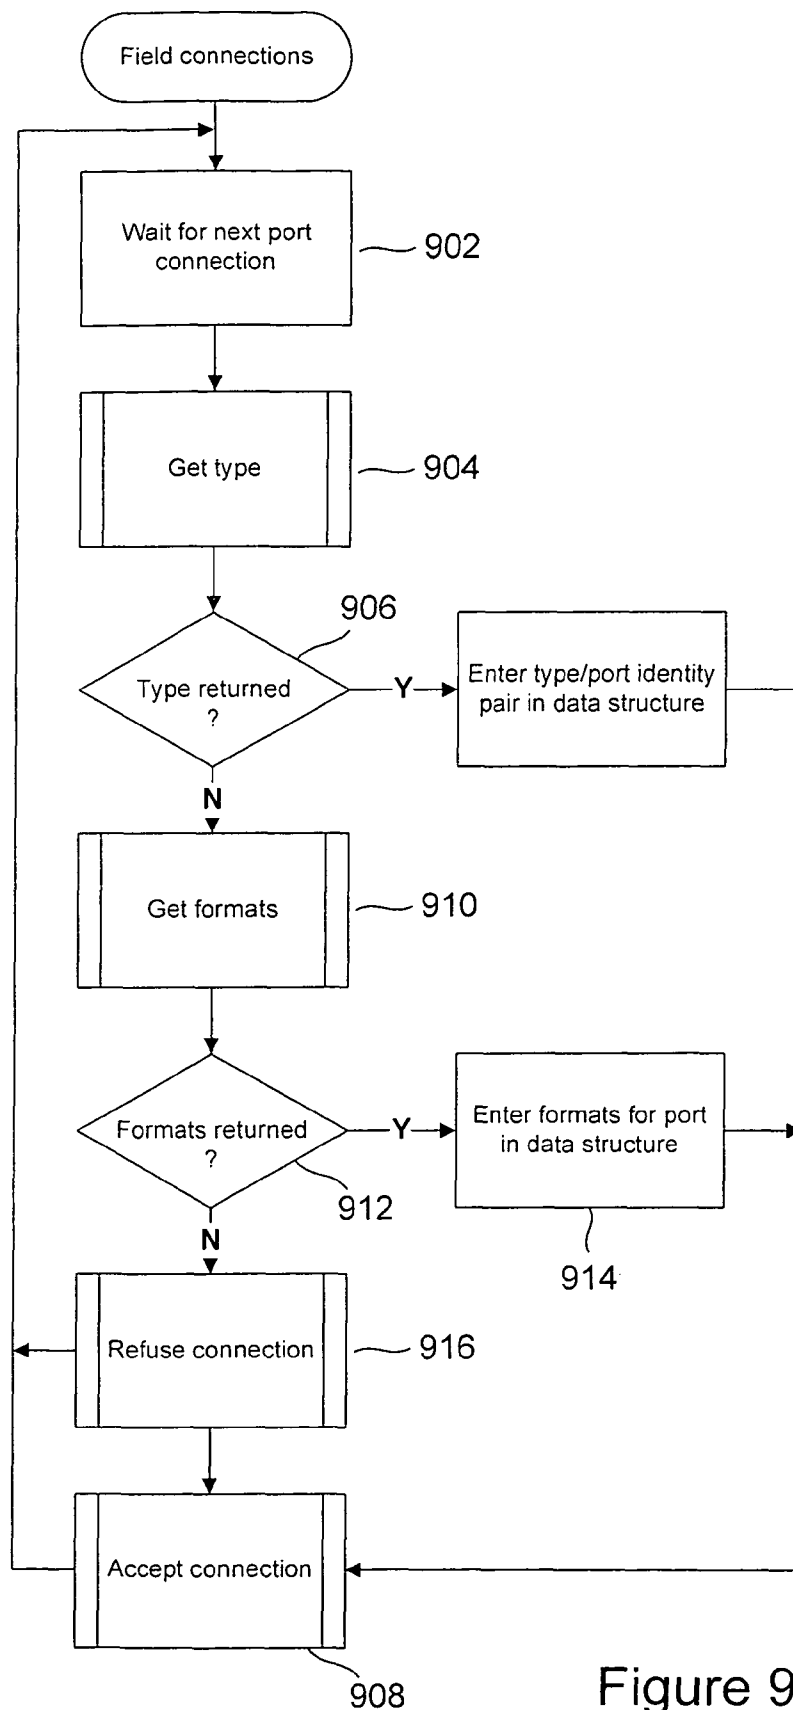 Field connections
Wait for next port
connection
902
Get type
904
906
Type returned
?
Y
Enter type/port identity
pair in data structure
N
Get formats
910
Formats returned
?
Y
Enter formats for port
in data structure
912
914
N
Refuse connection
916
Accept connection
908
Figure 9